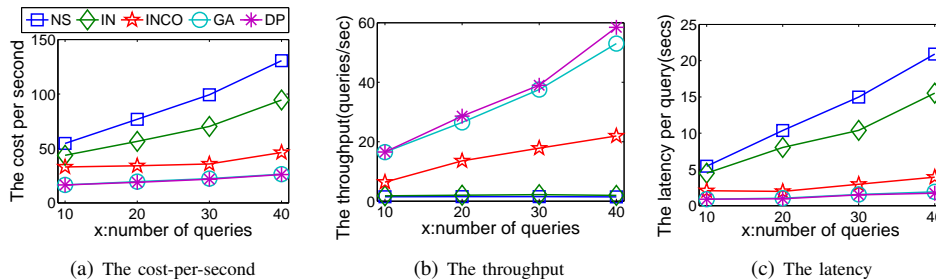 NS IN INCO GA DP
The cost per second
150
100
50
0
10 20 30 40
x:number of queries
(a) The cost-per-second
The throughput(queries/sec)
60
40
20
0
10 20 30 40
x:number of queries
(b) The throughput
The latency per query(secs)
25
20
15
10
5
0
10 20 30 40
x:number of queries
(c) The latency